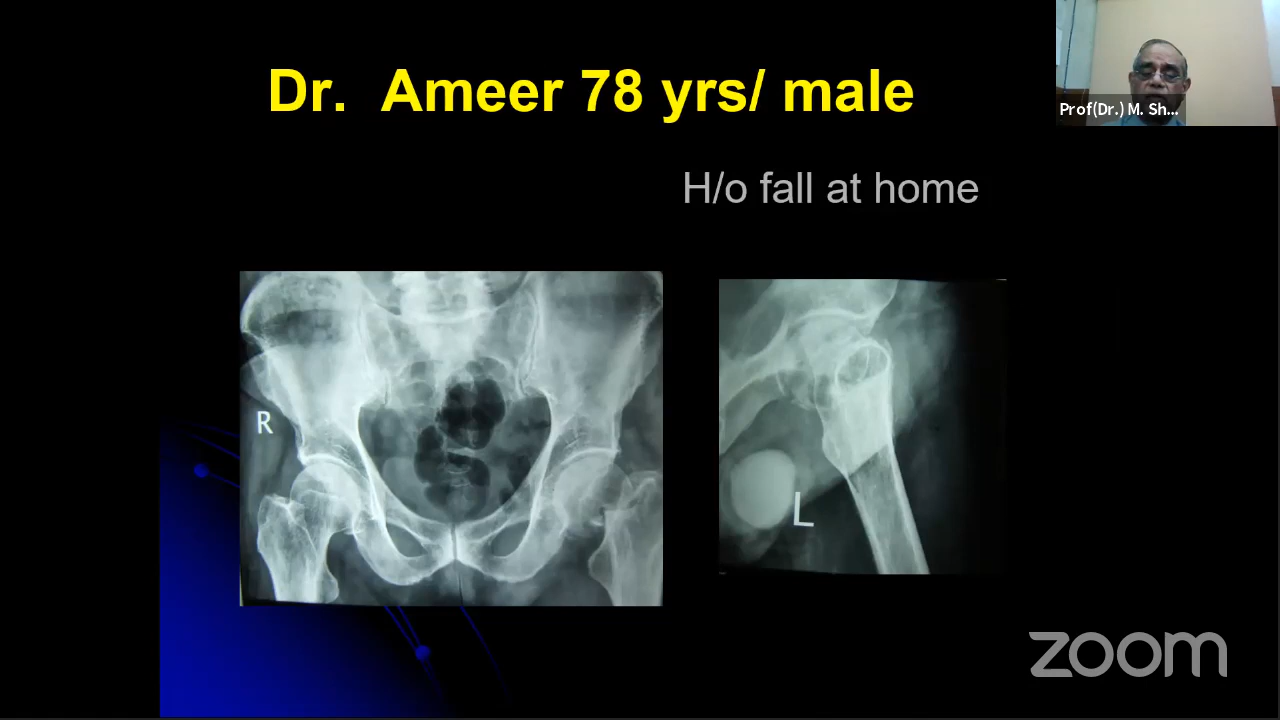 Dr. Ameer 78 yrs/ male
Prof(Dr.) M. Sh...
H/o fall at home
R
L
zoom